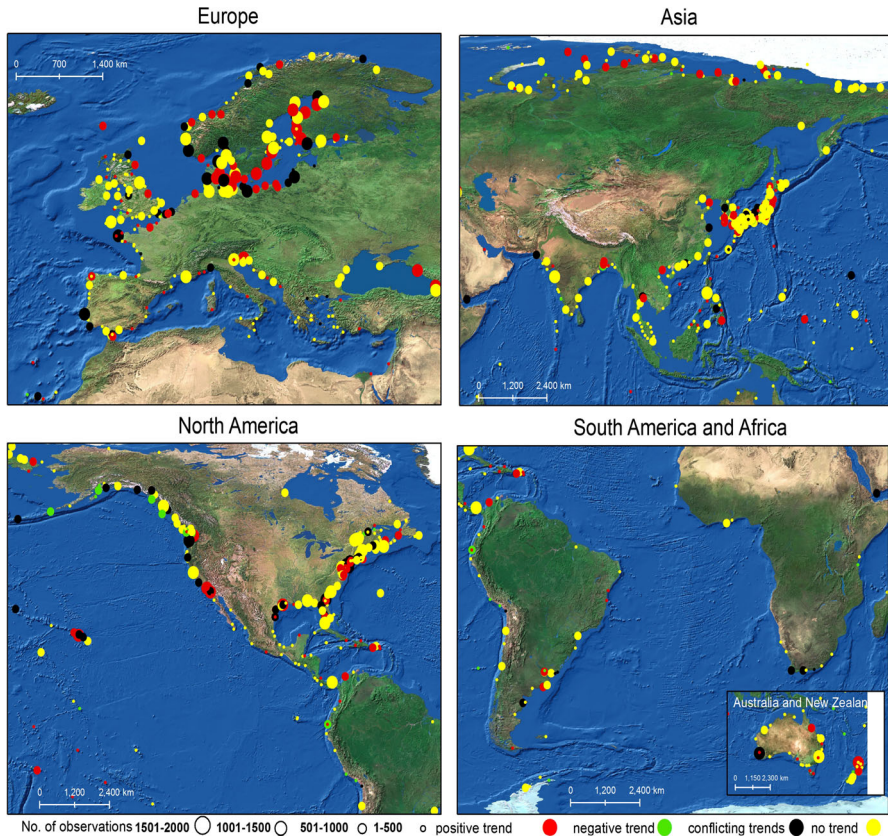 Europe
Asia
0 700 1,400 km
0 1,200 2,400 km
North America
South America and Africa
0 1,200 2,400 km
0 1,200 2,400 km
Australia and New Zealan
0 1,150 2,300 km
No. of observations 1501-2000 1001-1500 501-1000 1-500 positive trend negative trend conflicting trends no trend